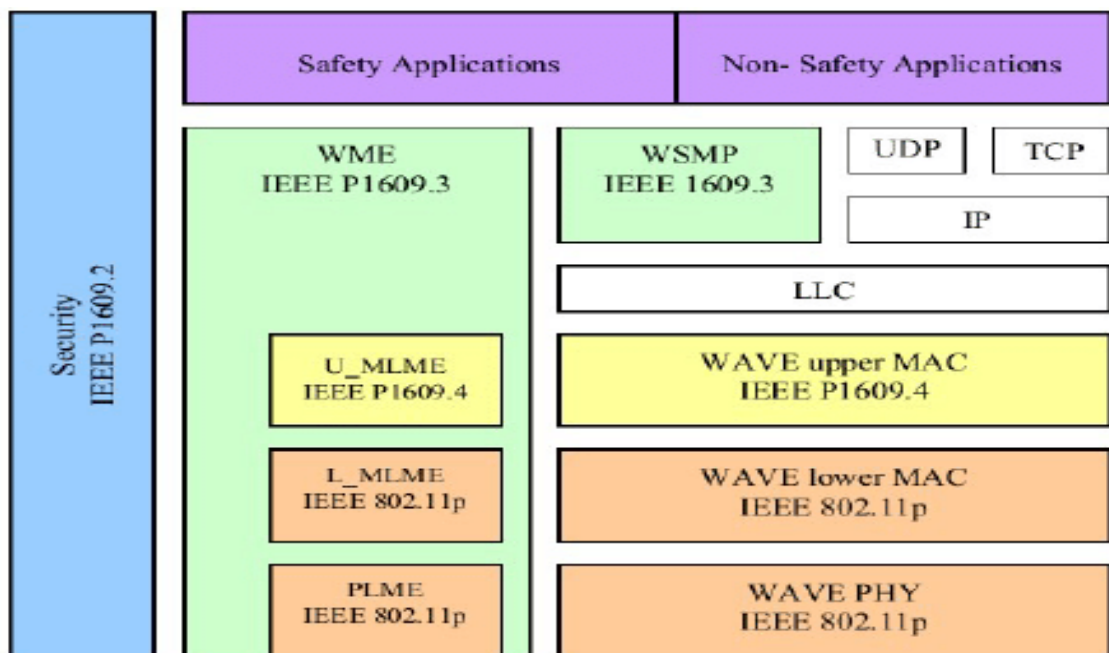 Safety Applications
Non- Safety Applications
Security
IEEE P1609.2
WME
IEEE P1609.3
WSMP
IEEE 1609.3
UDP
TCP
IP
LLC
U_MLME
IEEE P1609.4
WAVE upper MAC
IEEE P1609.4
L_MLME
IEEE 802.11p
WAVE lower MAC
IEEE 802.11p
PLME
IEEE 802.11p
WAVE PHY
IEEE 802.11p